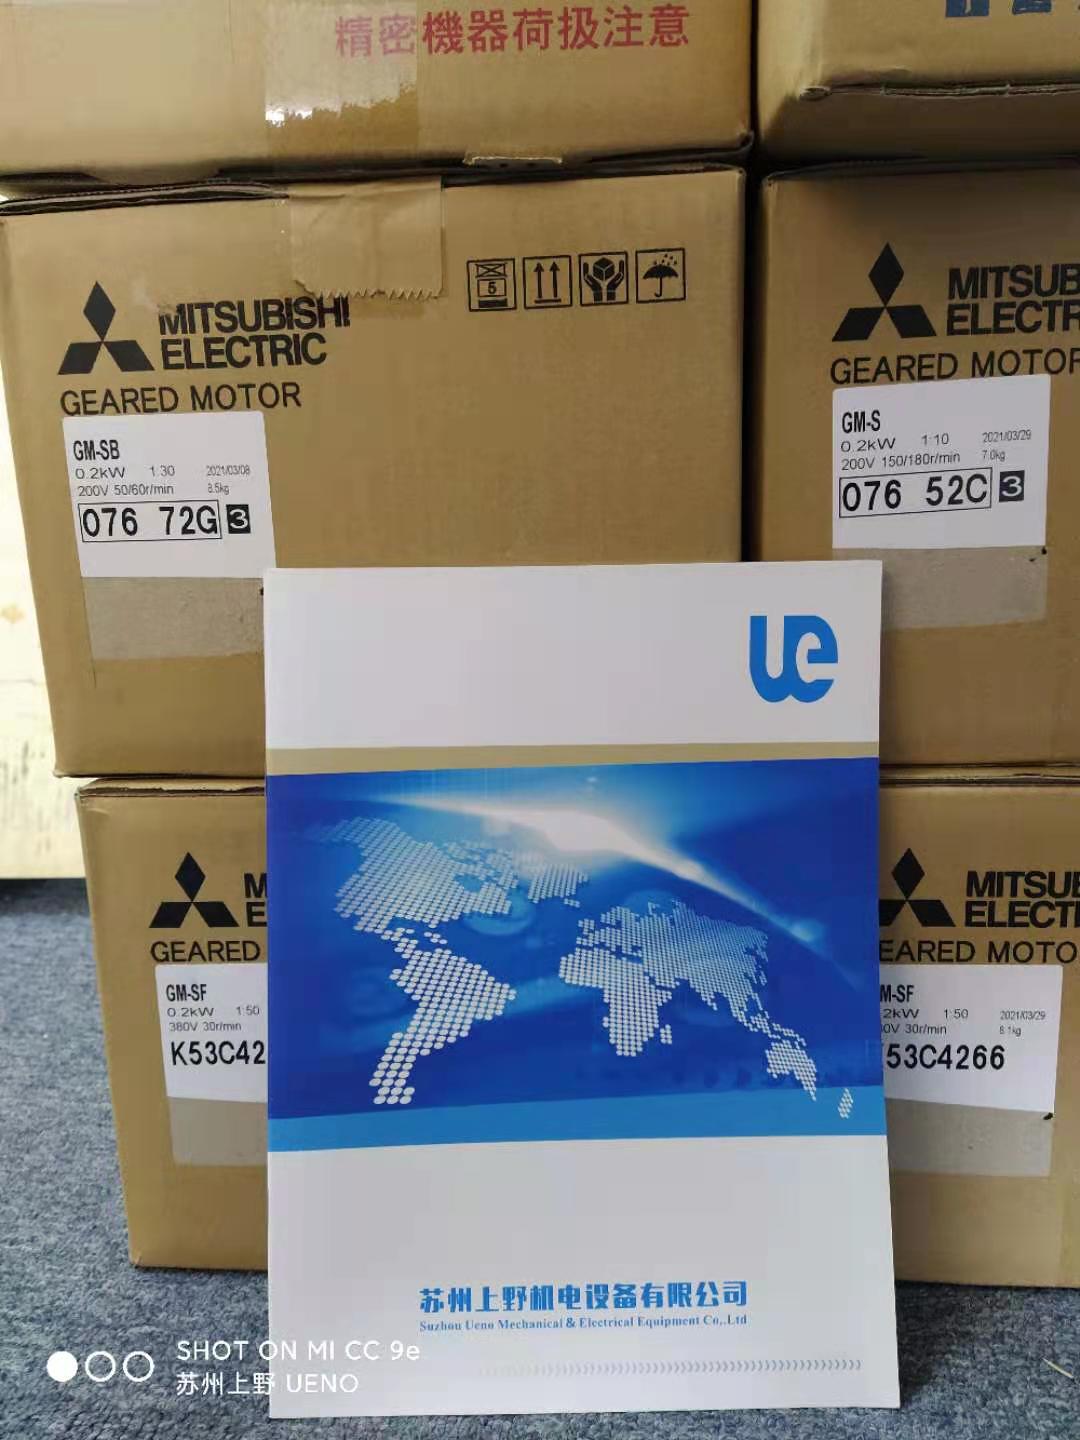 精密機器荷扱注意
MITSUBISHI
ELECTRIC
GEARED MOTOR
5
GM-SB
0.2kW 1:30 2021/03/08
200V 50/60r/min 8.5kg
076 72G 3
MITSUB
ELECTR
GEARED MOTOR
GM-S
0.2kW 1:10 2021/03/29
200V 150/180r/min 7.0kg
076 52C 3
M
E
GEARED
GM-SF
0.2kW 1:50
380V 30r/min
K53C42
MITSUB
ELECTI
EARED MOTO
M-SF
2kW 1:50 2021/03/29
0V 30r/min 8.1kg
53C4266
ue
苏州上野机电设备有限公司
Suzhou Ueno Mechanical & Electrical Equipment Co,.Ltd
SHOT ON MI CC 9e
苏州上野 UENO